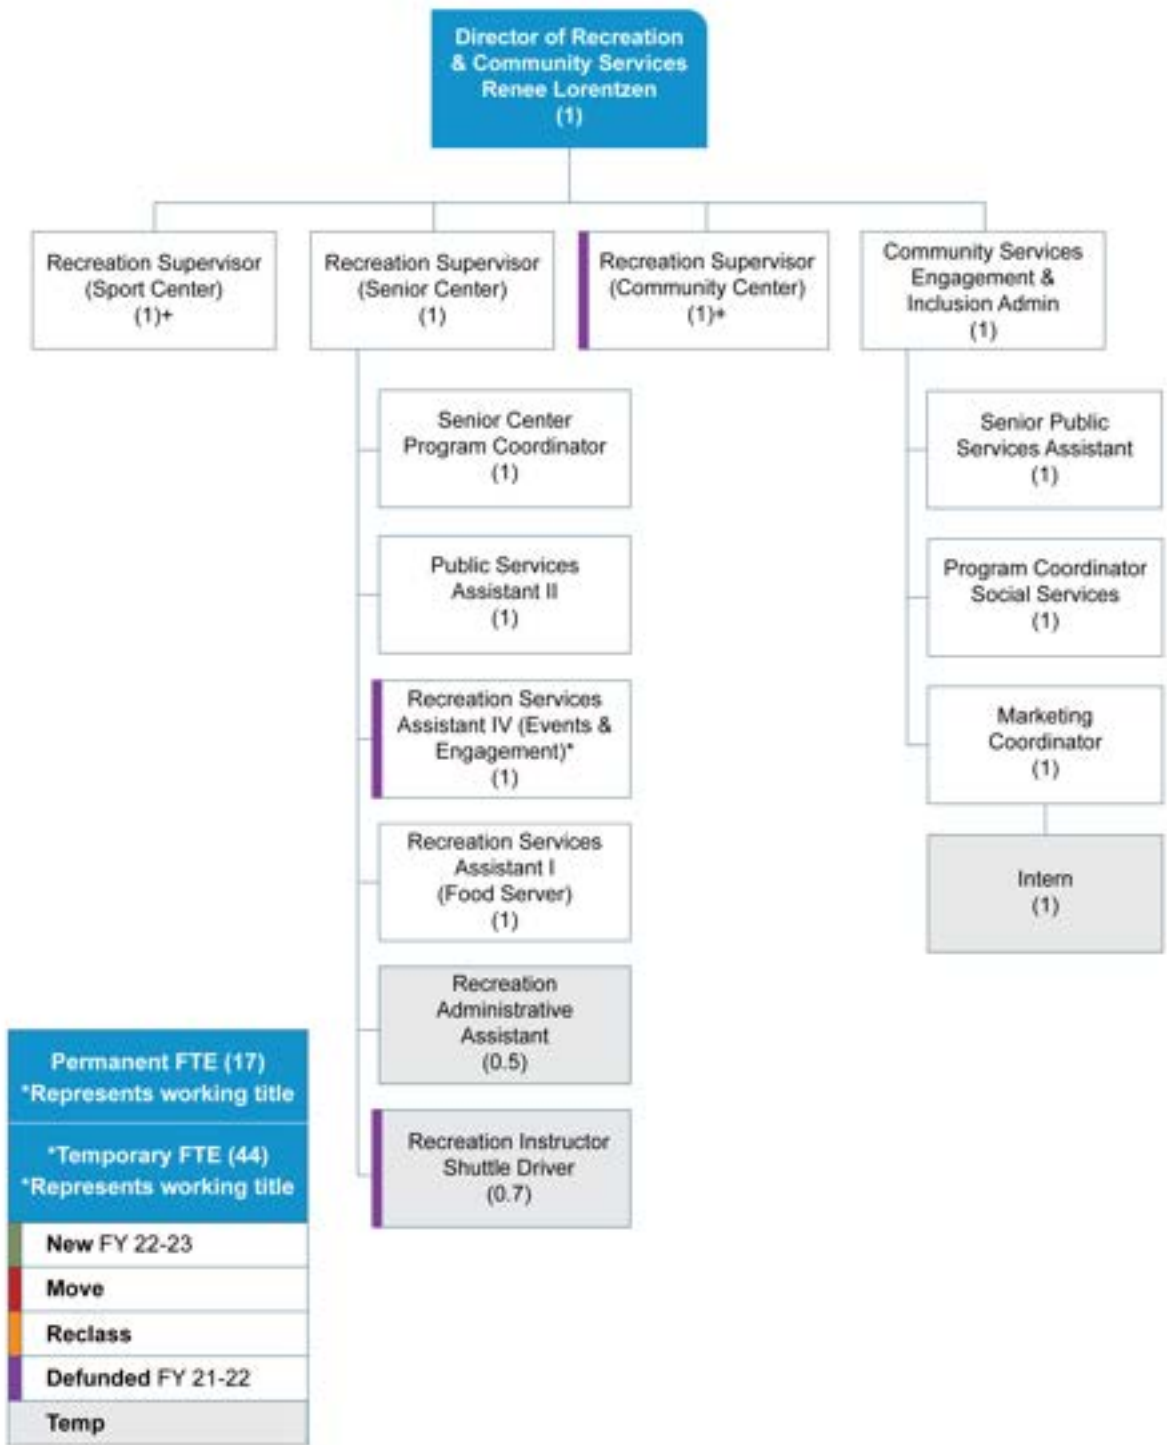 Director of Recreation
& Community Services
Renee Lorentzen
(1)
Recreation Supervisor
(Sport Center)
(1)+
Recreation Supervisor
(Senior Center)
(1)
Recreation Supervisor
(Community Center)
(1)+
Community Services
Engagement &
Inclusion Admin
(1)
Senior Center
Program Coordinator
(1)
Public Services
Assistant II
(1)
Recreation Services
Assistant IV (Events &
Engagement)*
(1)
Recreation Services
Assistant I
(Food Server)
(1)
Recreation
Administrative
Assistant
(0.5)
Recreation Instructor
Shuttle Driver
(0.7)
Senior Public
Services Assistant
(1)
Program Coordinator
Social Services
(1)
Marketing
Coordinator
(1)
Intern
(1)
Permanent FTE (17)
*Represents working title
*Temporary FTE (44)
*Represents working title
New FY 22-23
Move
Reclass
Defunded FY 21-22
Temp